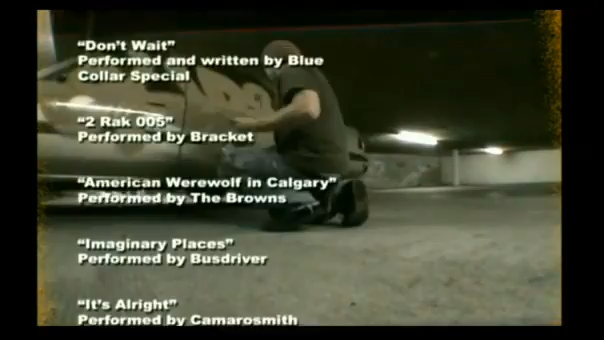 “Don't Wait”
Performed and written by Blue
Collar Special
“2 Rak 005”
Performed by Bracket
“American Werewolf in Calgary”
Performed by The Browns
“Imaginary Places”
Performed by Busdriver
“It's Alright”
Performed by Camarosmith